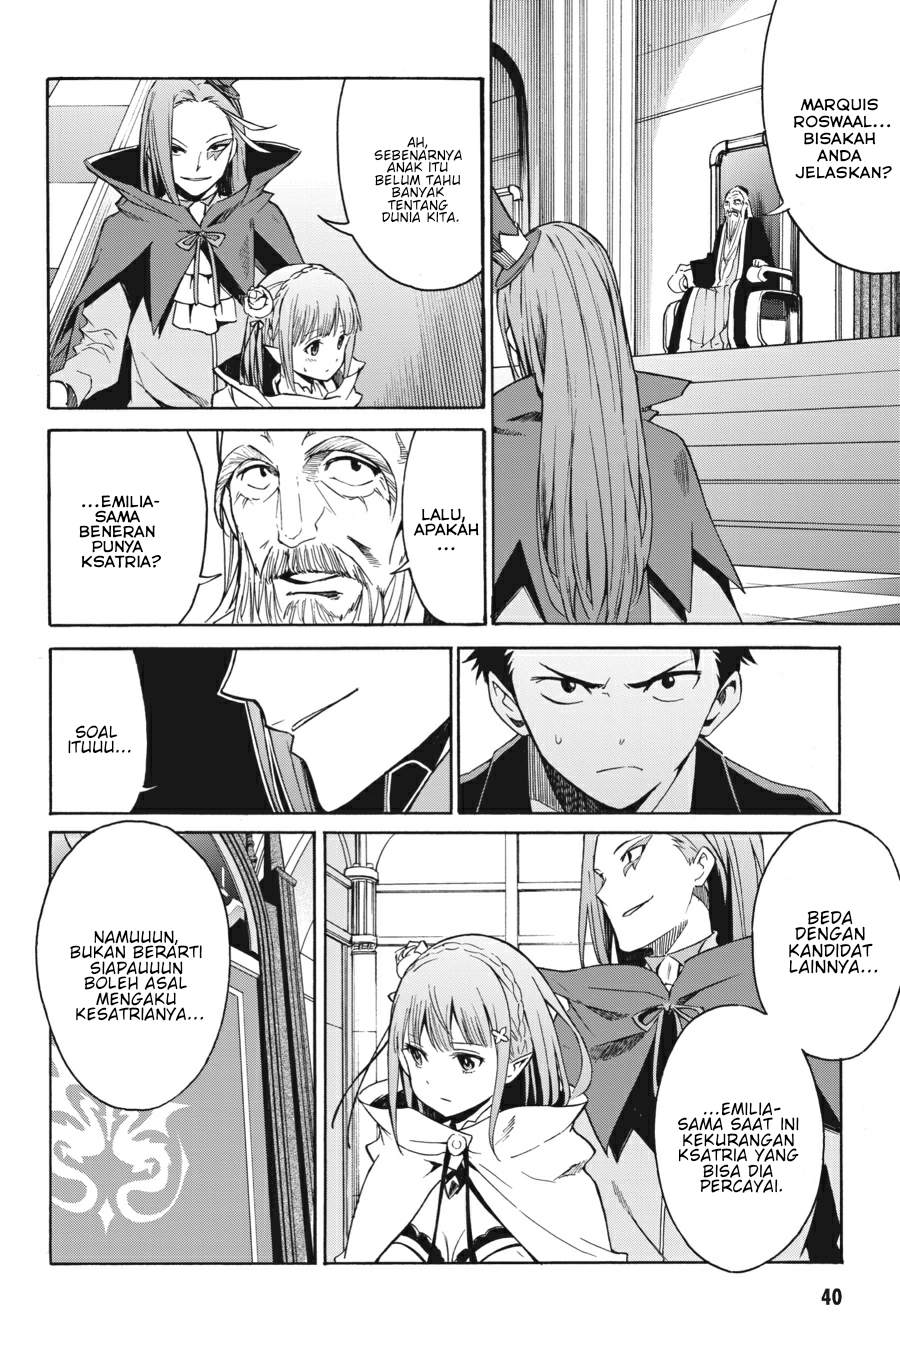 MARQUIS
ROSWAAL...
BISAKAH
ANDA
JELASKAN?
AH,
SEBENARNYA
ANAK ITU
BELUM TAHU
BANYAK
TENTANG
DUNIA KITA.
LALU,
APAKAH
...
...EMILIA-
SAMA
BENERAN
PUNYA
KSATRIA?
SOAL
ITUUU...
BEDA
DENGAN
KANDIDAT
LAINNYA...
...EMILIA-
SAMA SAAT INI
KEKURANGAN
KSATRIA YANG
BISA DIA
PERCAYAI.
NAMUUUN,
BUKAN BERARTI
SIAPAUUUN
BOLEH ASAL
MENGAKU
KESATRIANYA...
40